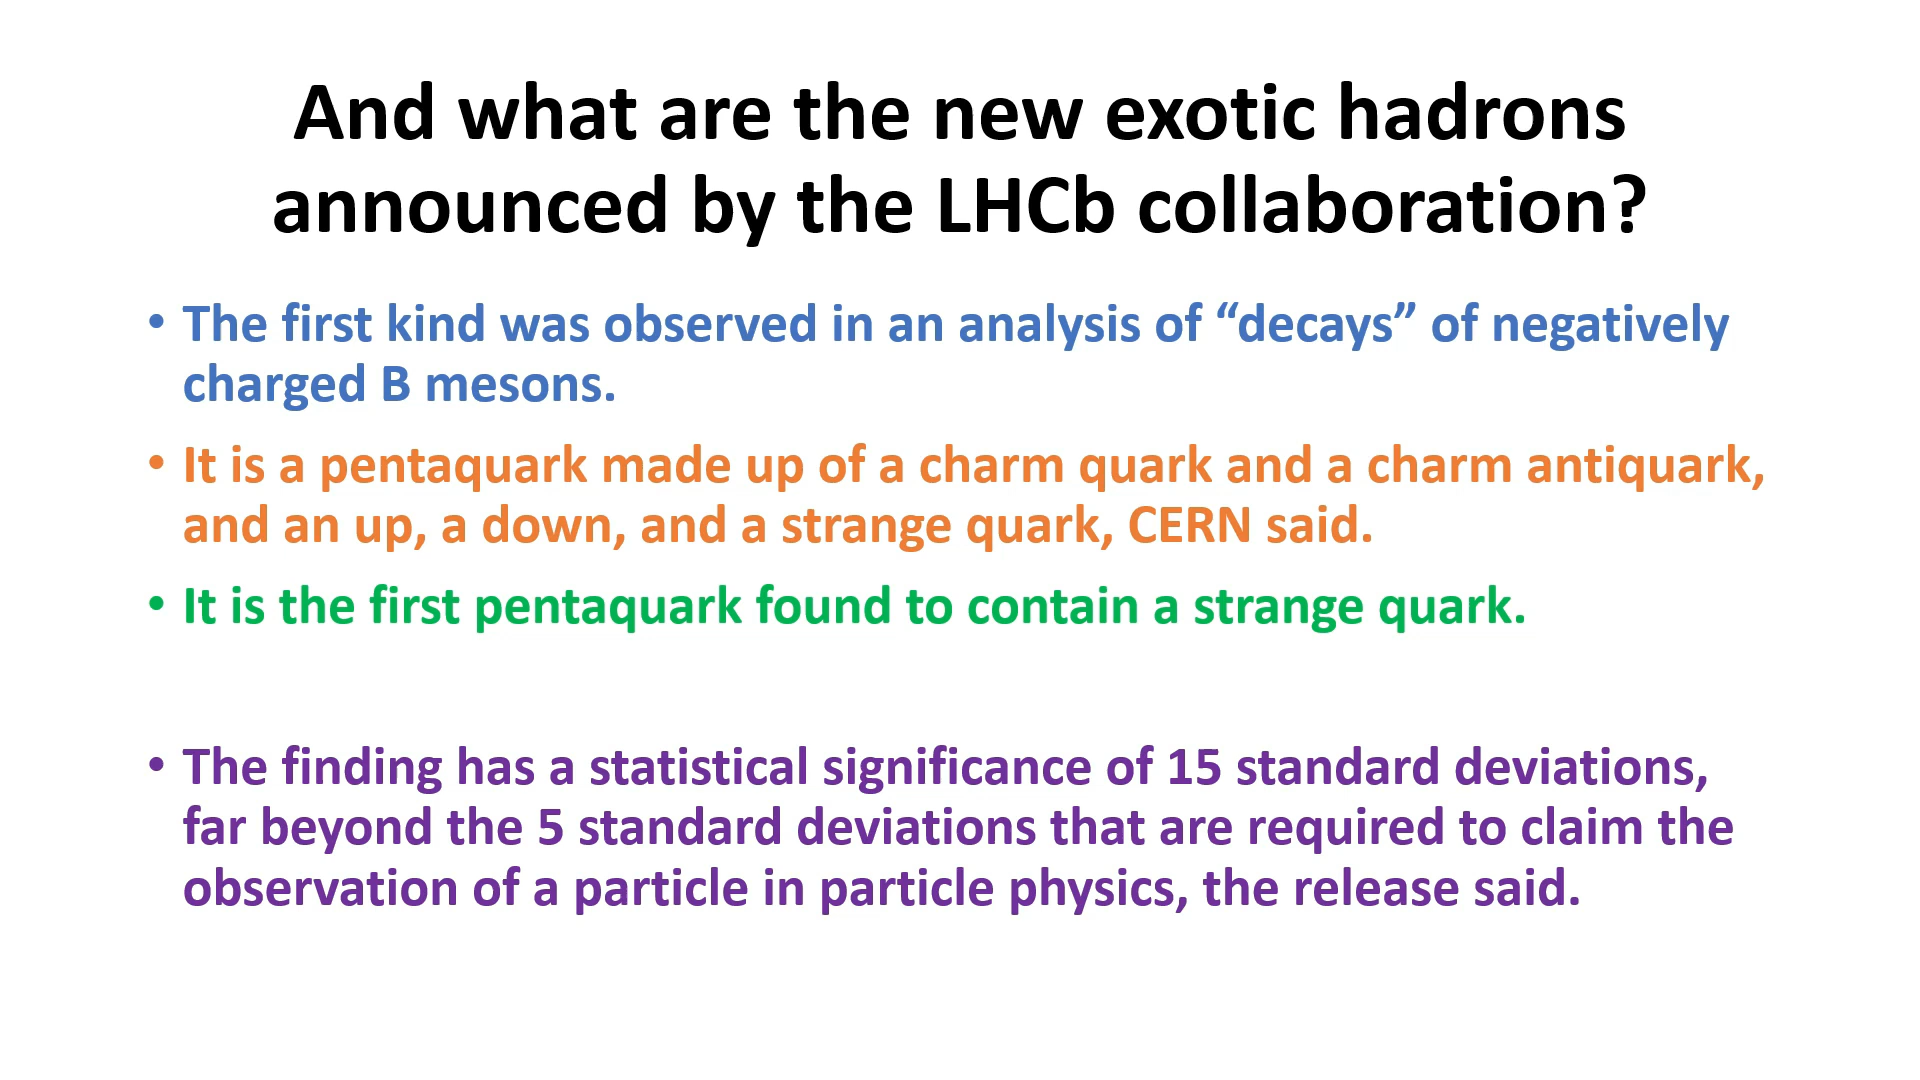 And what are the new exotic hadrons
announced by the LHCb collaboration?
• The first kind was observed in an analysis of “decays” of negatively
charged B mesons.
• It is a pentaquark made up of a charm quark and a charm antiquark,
and an up, a down, and a strange quark, CERN said.
• It is the first pentaquark found to contain a strange quark.
• The finding has a statistical significance of 15 standard deviations,
far beyond the 5 standard deviations that are required to claim the
observation of a particle in particle physics, the release said.